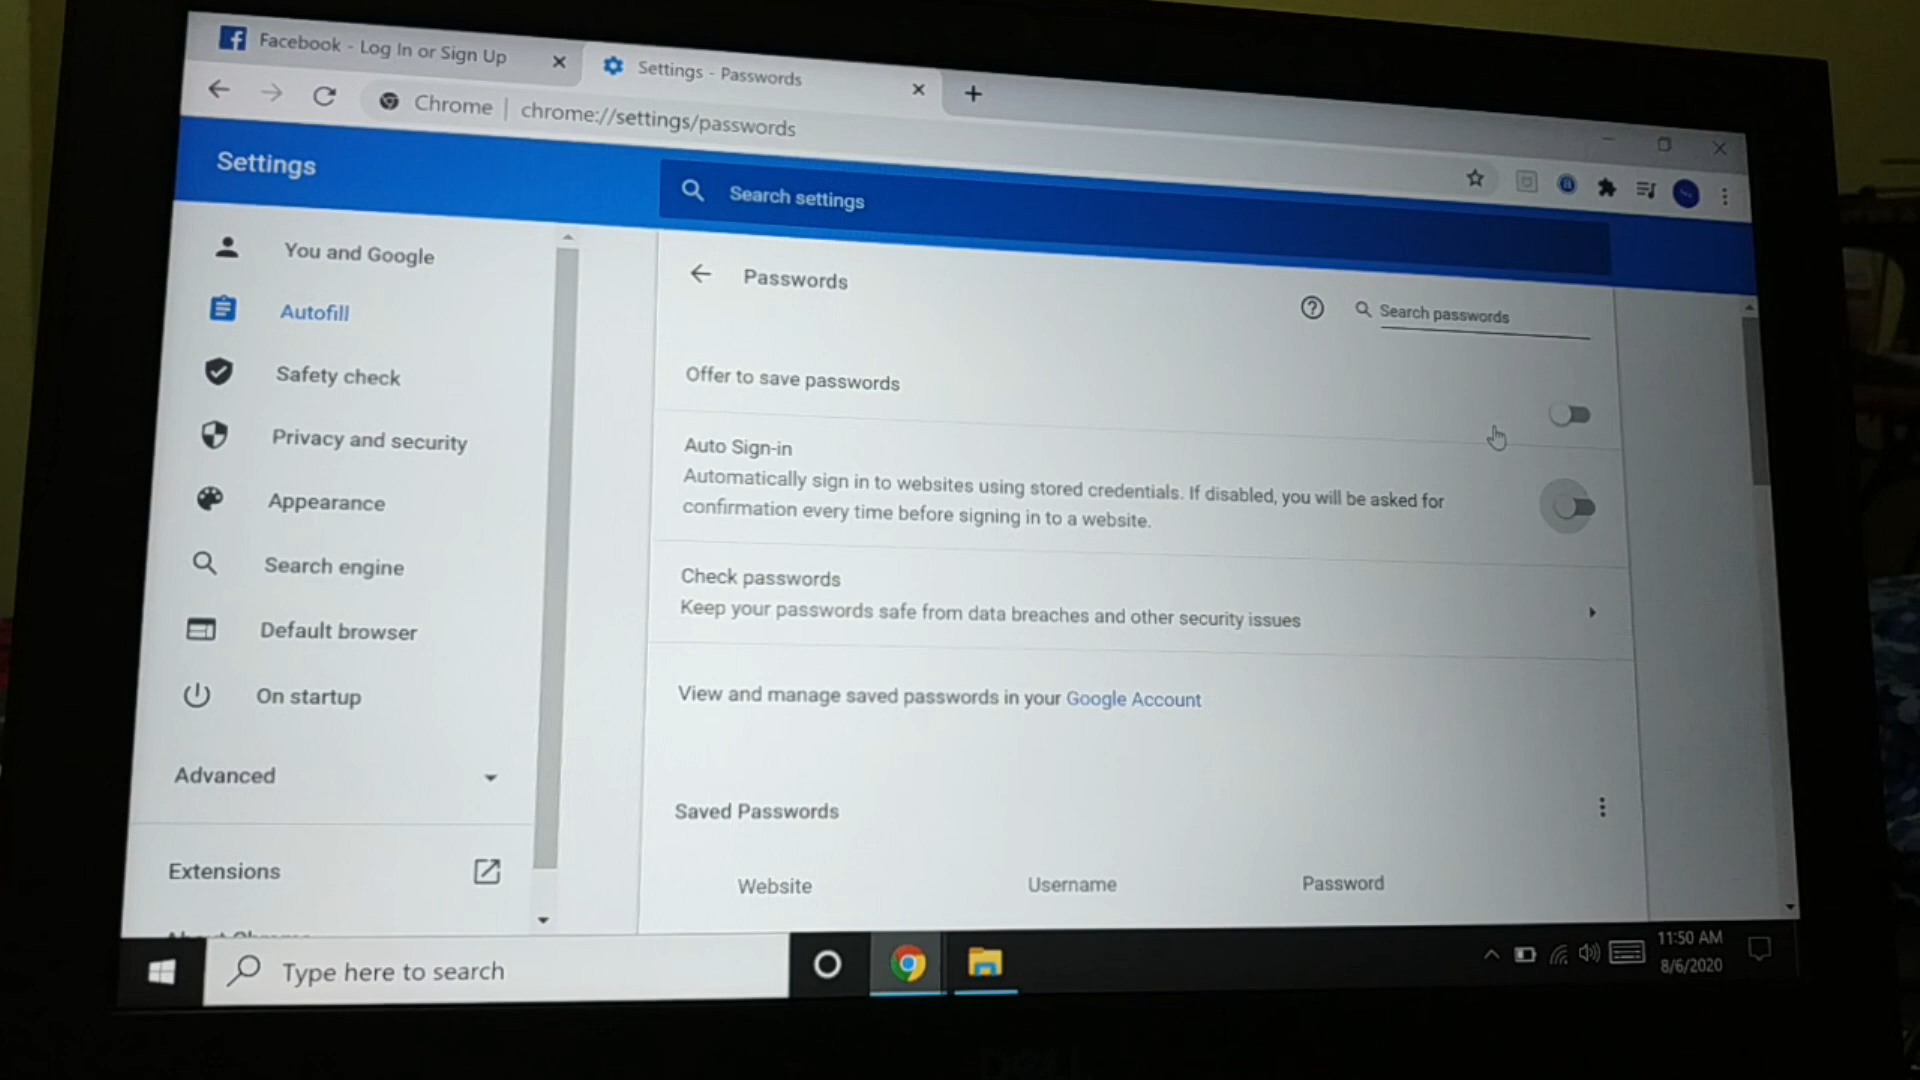 Facebook - Log In or Sign Up
Settings - Passwords
Chrome | chrome://settings/passwords
Settings
Search settings
You and Google
Autofill
Safety check
Privacy and security
Appearance
Search engine
Default browser
On startup
Advanced
Extensions
Passwords
Search passwords
Offer to save passwords
Auto Sign-in
Automatically sign in to websites using stored credentials. If disabled, you will be asked for
confirmation every time before signing in to a website.
Check passwords
Keep your passwords safe from data breaches and other security issues
View and manage saved passwords in your Google Account
Saved Passwords
Website Username Password
Type here to search
11:50 AM
8/6/2020